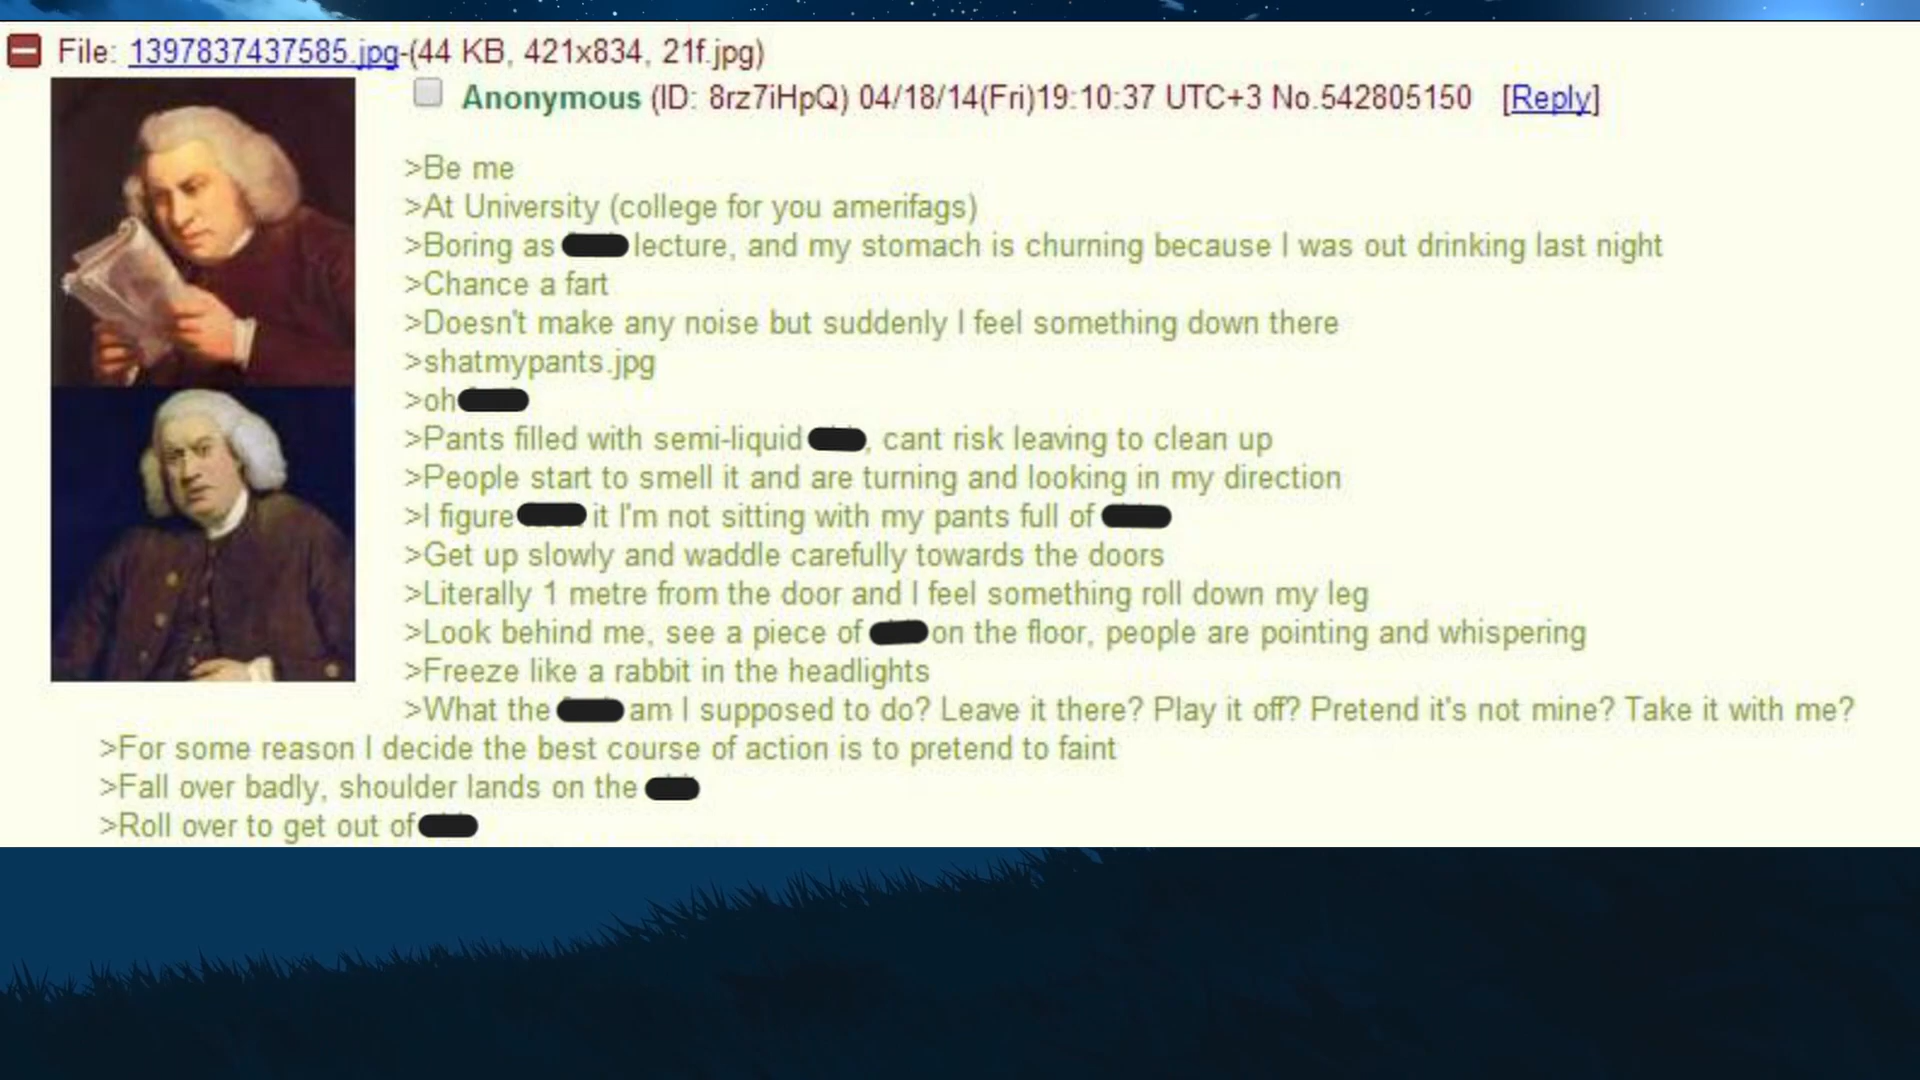 File: 1397837437585.jpg-(44 KB, 421x834, 21f.jpg)
Anonymous (ID: 8rz7iHpQ) 04/18/14(Fri)19:10:37 UTC+3 No.542805150 [Reply]
>Be me
>At University (college for you amerifags)
>Boring as lecture, and my stomach is churning because I was out drinking last night
>Chance a fart
>Doesn't make any noise but suddenly I feel something down there
>shatmypants.jpg
>oh
>Pants filled with semi-liquid , cant risk leaving to clean up
>People start to smell it and are turning and looking in my direction
>I figure it I'm not sitting with my pants full of
>Get up slowly and waddle carefully towards the doors
>Literally 1 metre from the door and I feel something roll down my leg
>Look behind me, see a piece of on the floor, people are pointing and whispering
>Freeze like a rabbit in the headlights
>What the am I supposed to do? Leave it there? Play it off? Pretend it's not mine? Take it with me?
>For some reason I decide the best course of action is to pretend to faint
>Fall over badly, shoulder lands on the
>Roll over to get out of